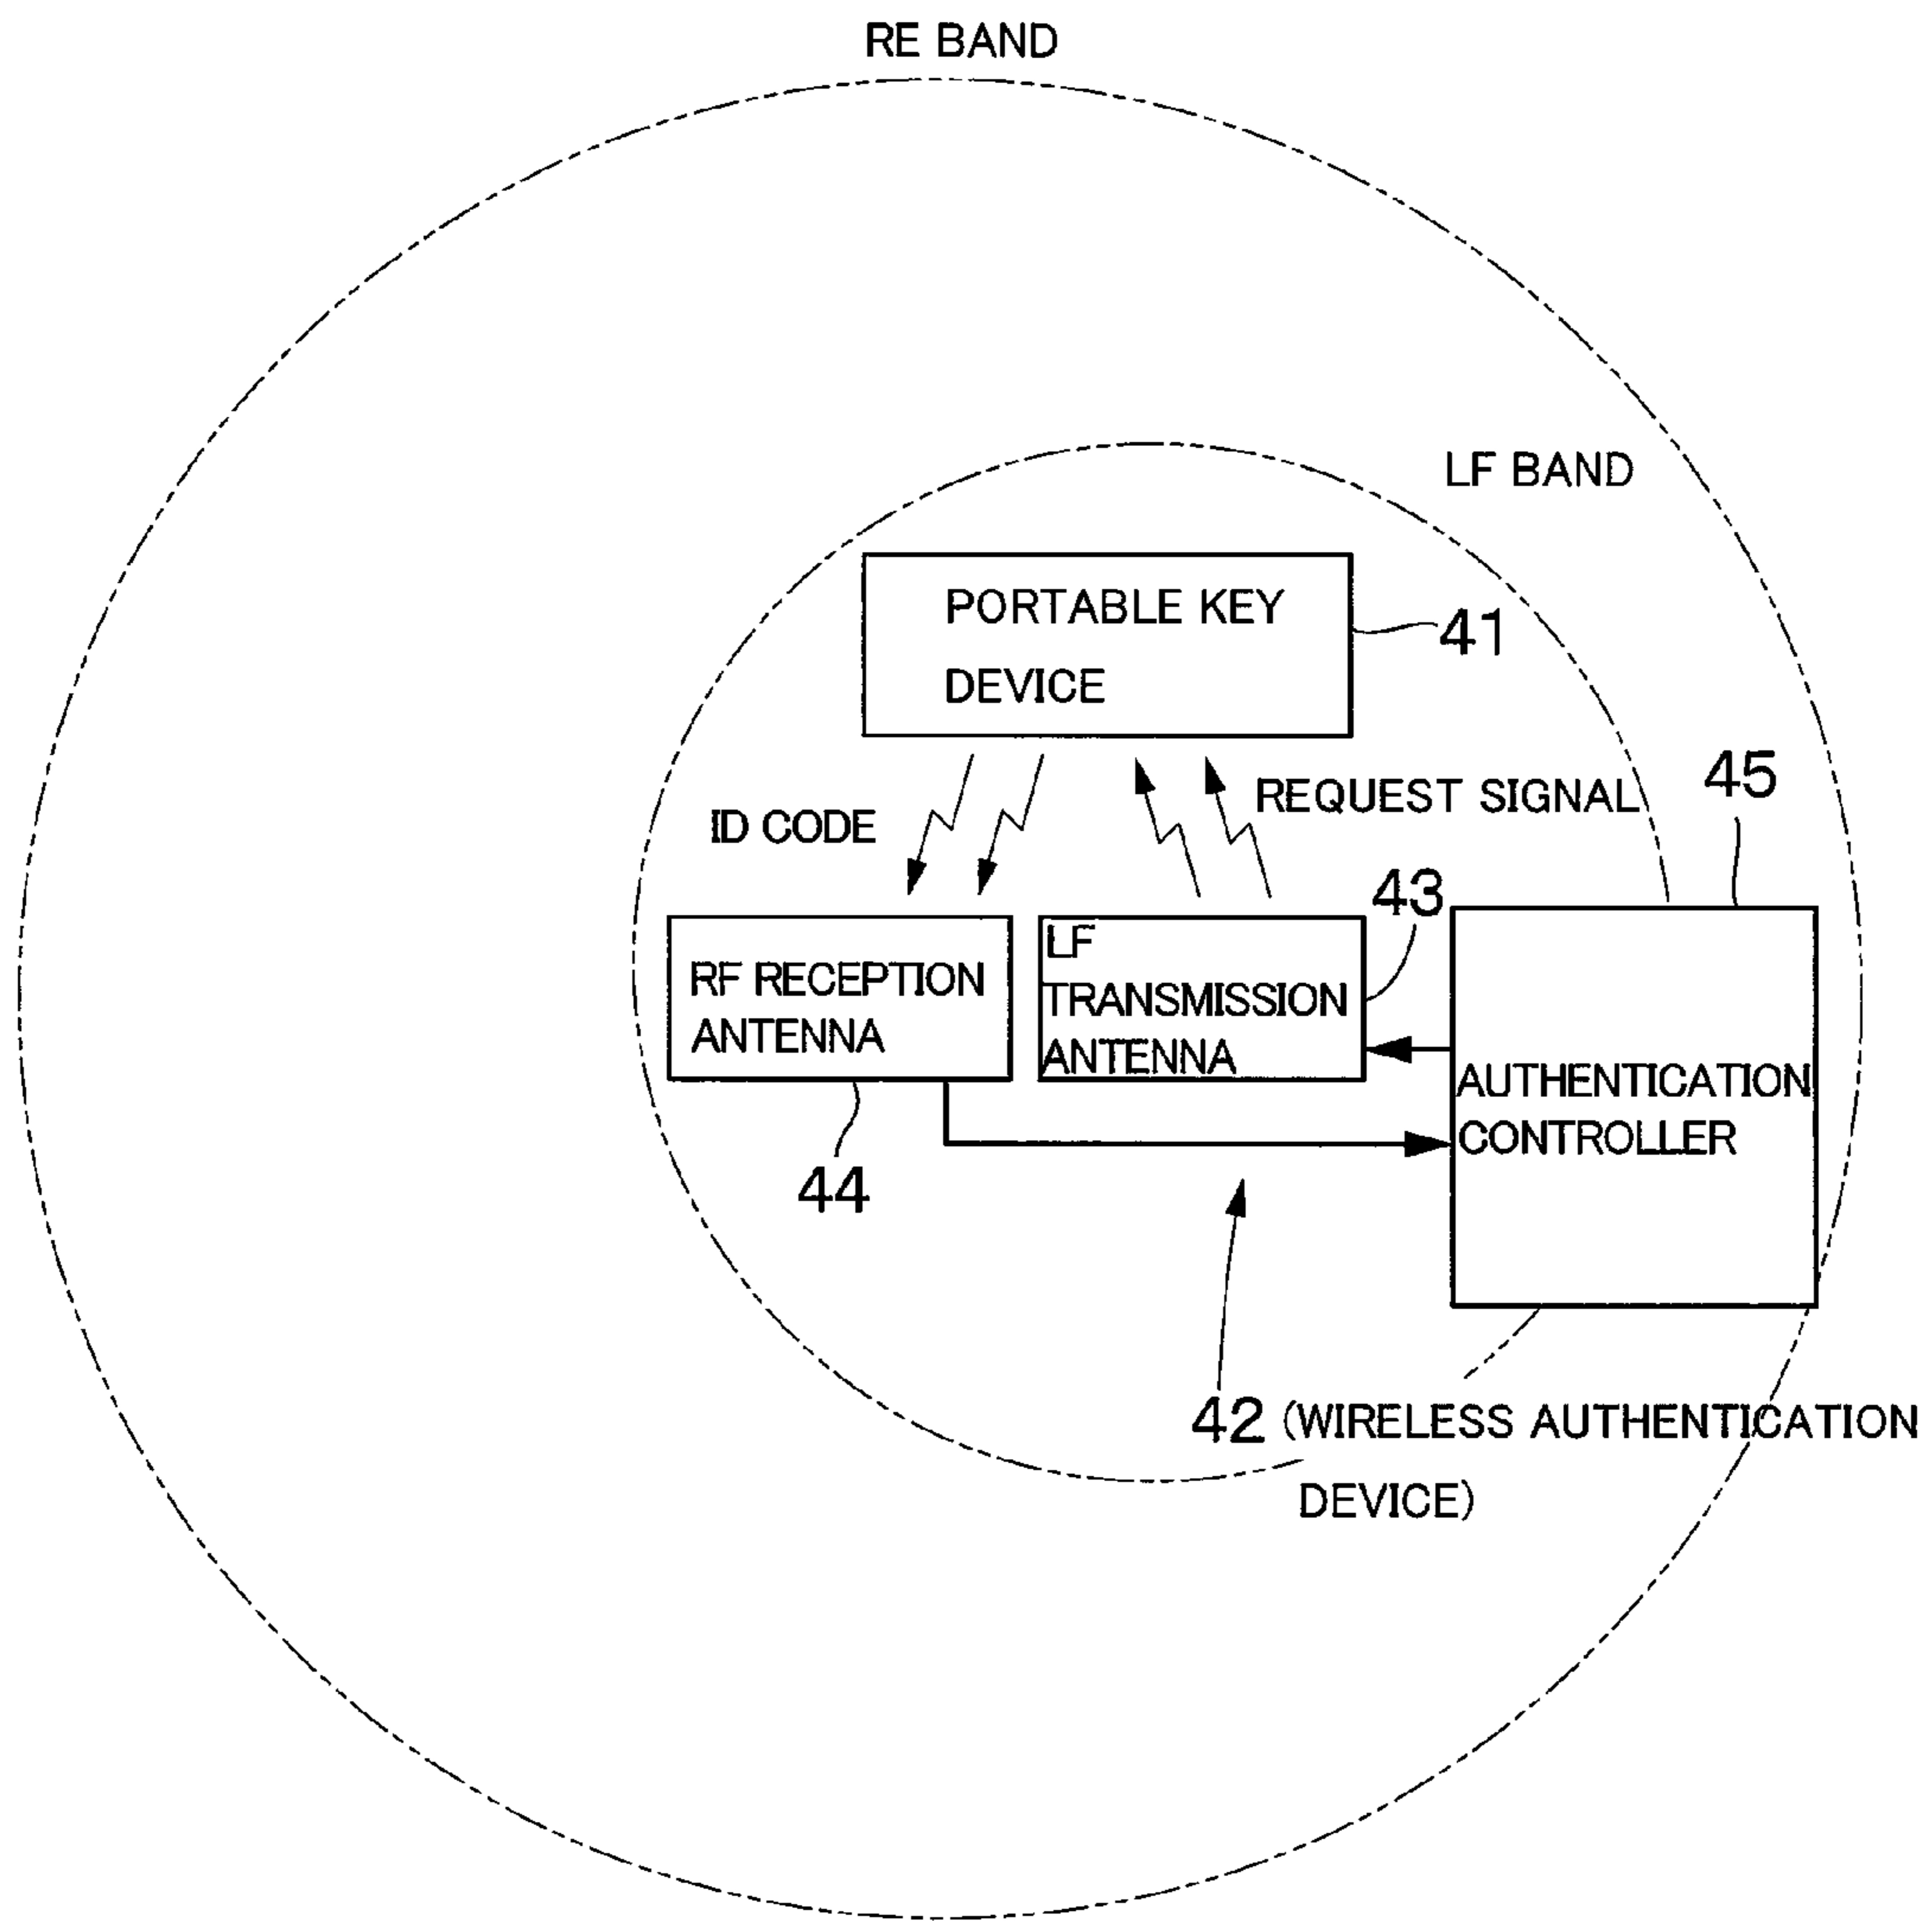 RE BAND
LF BAND
PORTABLE KEY
DEVICE
41
ID CODE
REQUEST SIGNAL
45
43
RF RECEPTION
ANTENNA
LF
TRANSMISSION
ANTENNA
AUTHENTICATION
CONTROLLER
44
42 (WIRELESS AUTHENTICATION
DEVICE)